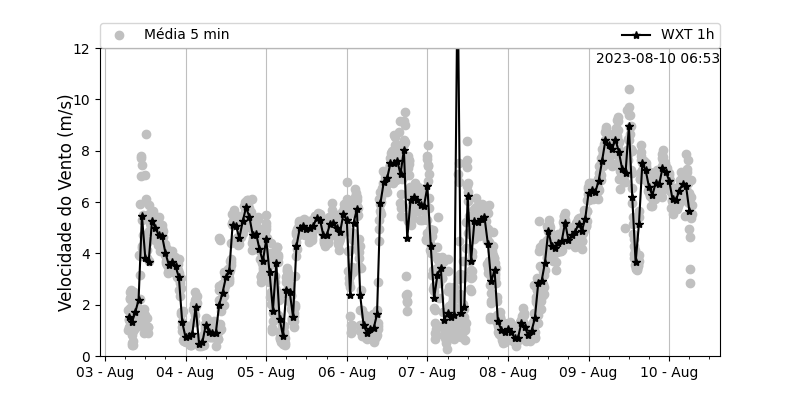 Média 5 min
WXT 1h
2023-08-10 06:53
Velocidade do Vento (m/s)
12
10
8
6
4
2
0
03 - Aug
04 - Aug
05 - Aug
06 - Aug
07 - Aug
08 - Aug
09 - Aug
10 - Aug